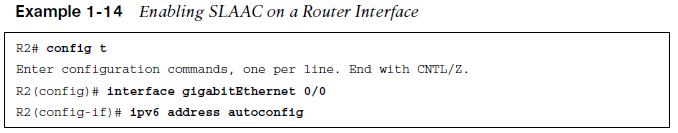 Example 1-14 Enabling SLAAC on a Router Interface
R2# config t
Enter configuration commands, one per line. End with CNTL/Z.
R2(config)# interface gigabitEthernet 0/0
R2(config-if)# ipv6 address autoconfig